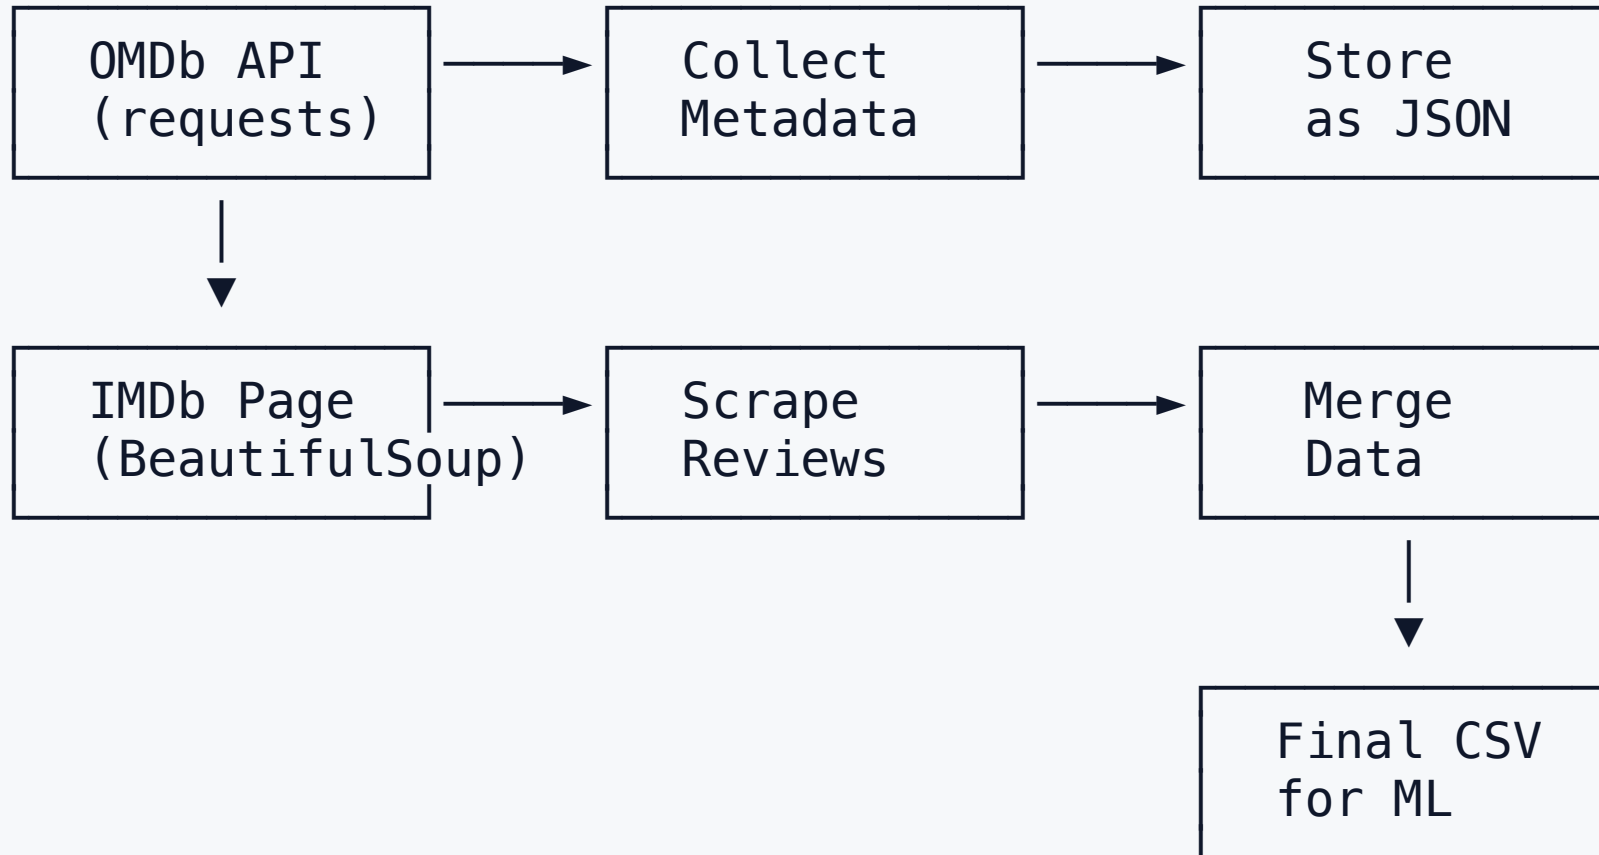 OMDb API
(requests)
Collect
Metadata
Store
as JSON
IMDb Page
(BeautifulSoup)
Scrape
Reviews
Merge
Data
Final CSV
for ML